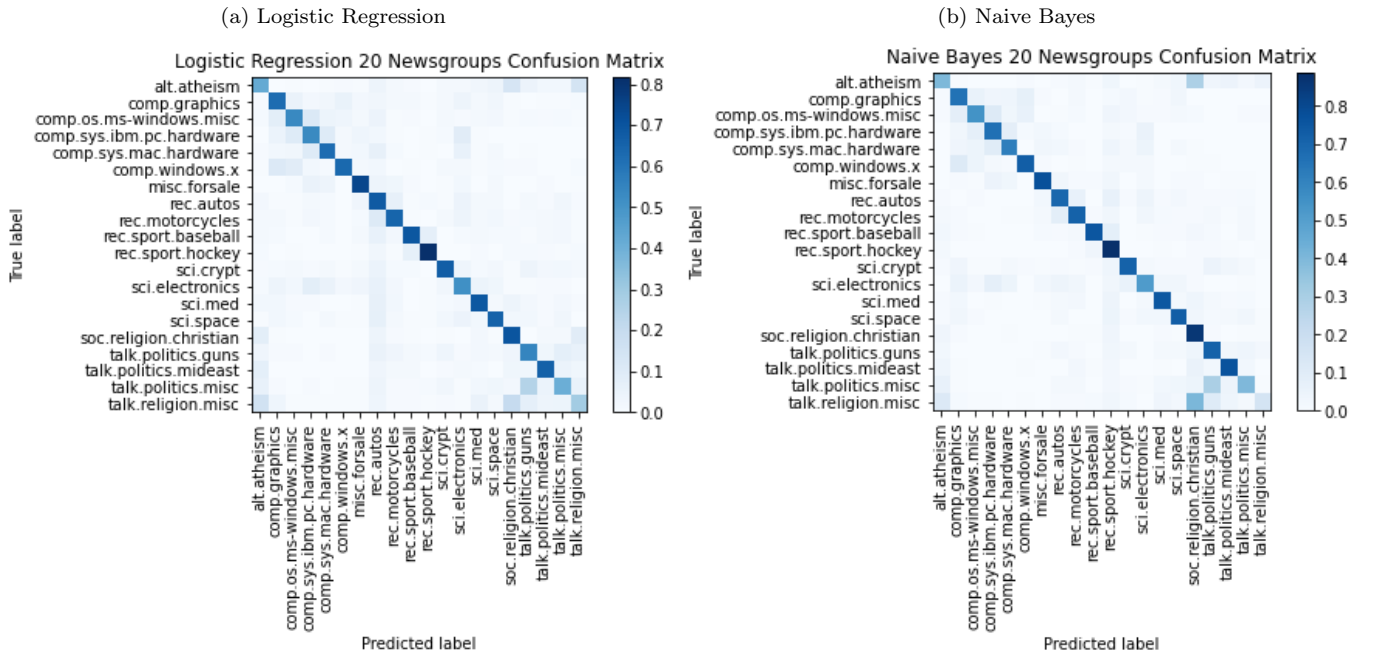 (a) Logistic Regression
Logistic Regression 20 Newsgroups Confusion Matrix
True label
alt.atheism
comp.graphics
comp.os.ms-windows.misc
comp.sys.ibm.pc.hardware
comp.sys.mac.hardware
comp.windows.x
misc.forsale
rec.autos
rec.motorcycles
rec.sport.baseball
rec.sport.hockey
sci.crypt
sci.electronics
sci.med
sci.space
soc.religion.christian
talk.politics.guns
talk.politics.mideast
talk.politics.misc
talk.religion.misc
0.8
0.7
0.6
0.5
0.4
0.3
0.2
0.1
0.0
alt.atheism
comp.graphics
comp.os.ms-windows.misc
comp.sys.ibm.pc.hardware
comp.sys.mac.hardware
comp.windows.x
misc.forsale
rec.autos
rec.motorcycles
rec.sport.baseball
rec.sport.hockey
sci.crypt
sci.electronics
sci.med
sci.space
soc.religion.christian
talk.politics.guns
talk.politics.mideast
talk.politics.misc
talk.religion.misc
Predicted label
(b) Naive Bayes
Naive Bayes 20 Newsgroups Confusion Matrix
True label
alt.atheism
comp.graphics
comp.os.ms-windows.misc
comp.sys.ibm.pc.hardware
comp.sys.mac.hardware
comp.windows.x
misc.forsale
rec.autos
rec.motorcycles
rec.sport.baseball
rec.sport.hockey
sci.crypt
sci.electronics
sci.med
sci.space
soc.religion.christian
talk.politics.guns
talk.politics.mideast
talk.politics.misc
talk.religion.misc
0.8
0.7
0.6
0.5
0.4
0.3
0.2
0.1
0.0
alt.atheism
comp.graphics
comp.os.ms-windows.misc
comp.sys.ibm.pc.hardware
comp.sys.mac.hardware
comp.windows.x
misc.forsale
rec.autos
rec.motorcycles
rec.sport.baseball
rec.sport.hockey
sci.crypt
sci.electronics
sci.med
sci.space
soc.religion.christian
talk.politics.guns
talk.politics.mideast
talk.politics.misc
talk.religion.misc
Predicted label